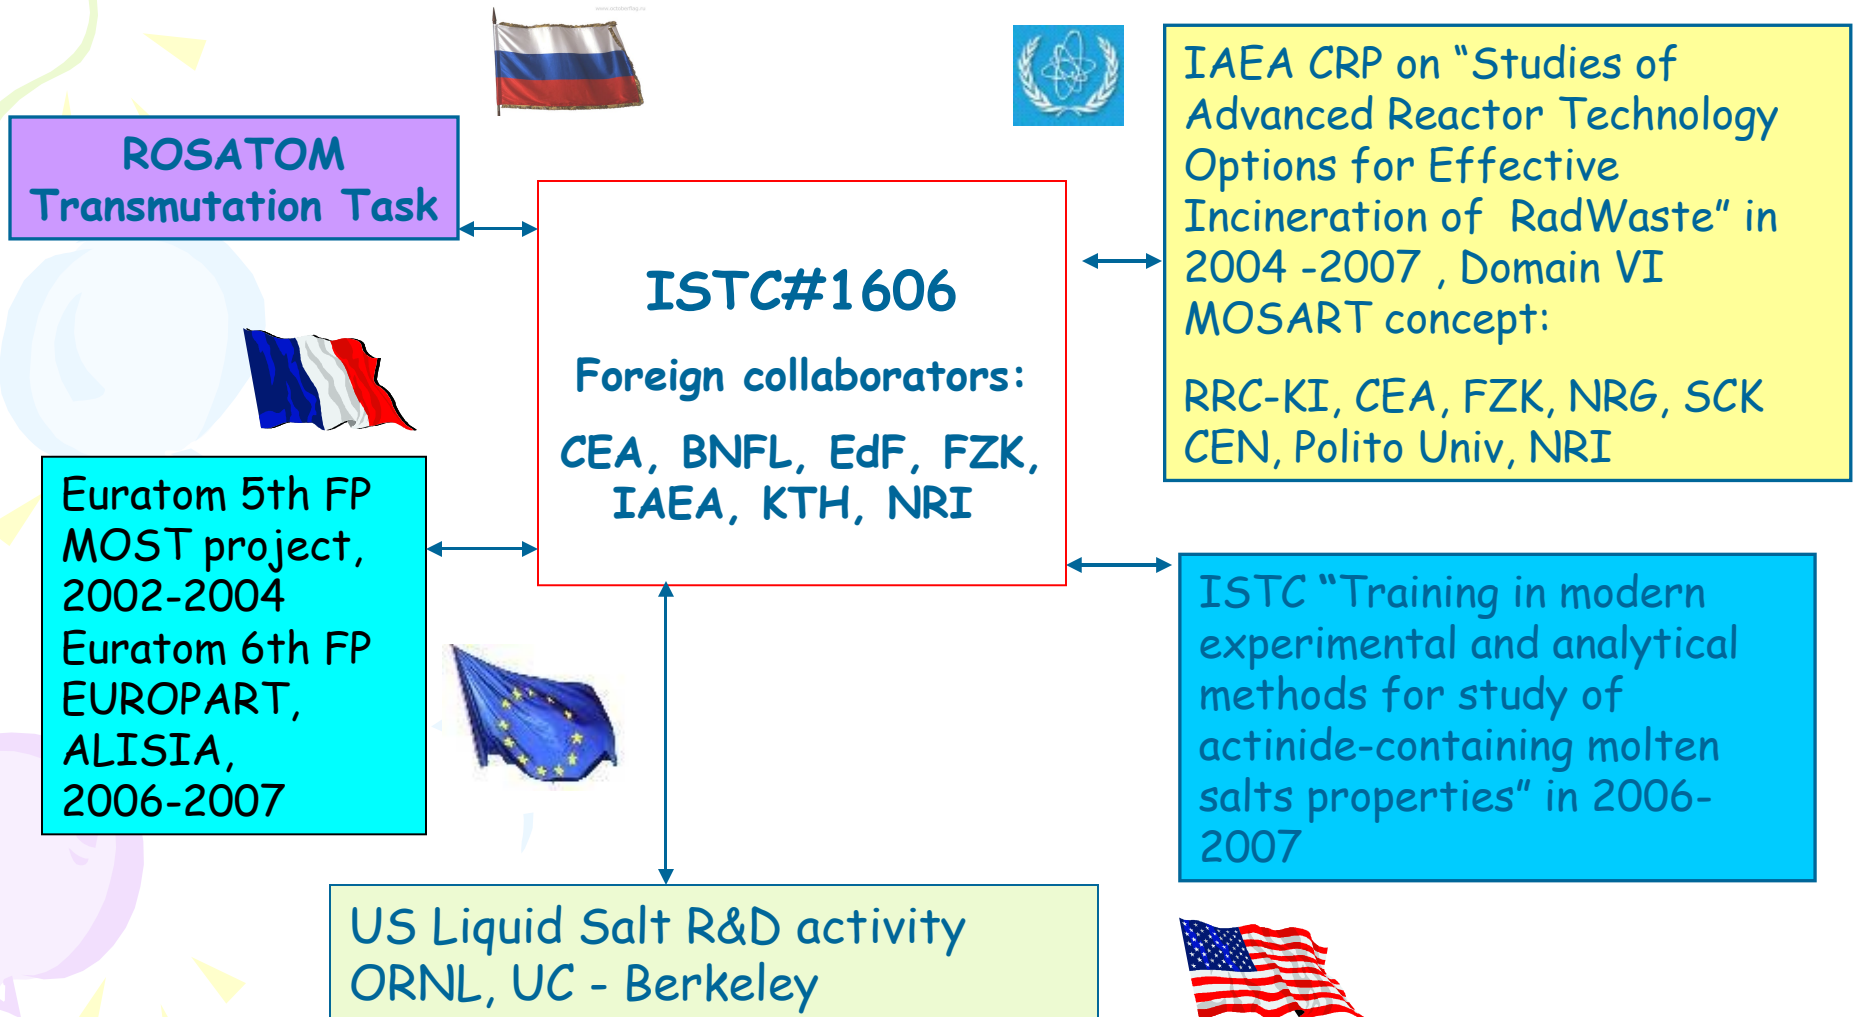 www.octoberflag.ru
ROSATOM
Transmutation Task
IAEA CRP on “Studies of
Advanced Reactor Technology
Options for Effective
Incineration of RadWaste” in
2004 -2007 , Domain VI
MOSART concept:
RRC-KI, CEA, FZK, NRG, SCK
CEN, Polito Univ, NRI
ISTC#1606
Foreign collaborators:
CEA, BNFL, EdF, FZK,
IAEA, KTH, NRI
Euratom 5th FP
MOST project,
2002-2004
Euratom 6th FP
EUROPART,
ALISIA,
2006-2007
ISTC “Training in modern
experimental and analytical
methods for study of
actinide-containing molten
salts properties” in 2006-
2007
US Liquid Salt R&D activity
ORNL, UC - Berkeley